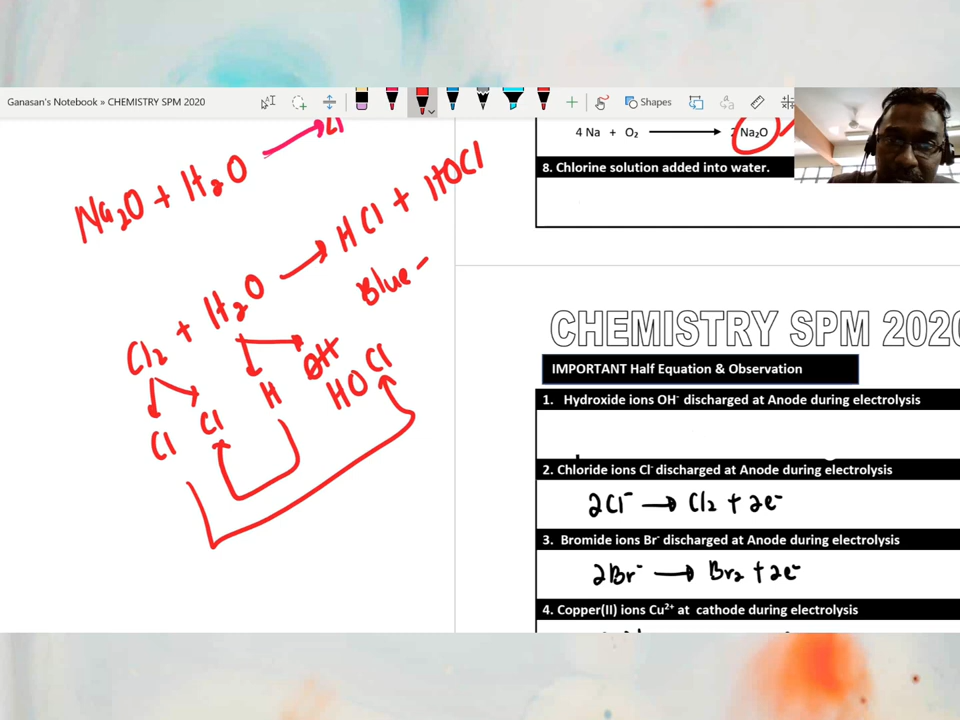 Ganasan's Notebook » CHEMISTRY SPM 2020
Shapes
Na₂O + H₂O →
Cl₂ + H₂O → HCl + HOCl
Blue -
H OH
HOCl
Cl Cl
4 Na + O₂ → 2 Na₂O
8. Chlorine solution added into water.
CHEMISTRY SPM 2020
IMPORTANT Half Equation & Observation
1. Hydroxide ions OH⁻ discharged at Anode during electrolysis
2. Chloride ions Cl⁻ discharged at Anode during electrolysis
2Cl⁻ → Cl₂ + 2e⁻
3. Bromide ions Br⁻ discharged at Anode during electrolysis
2Br⁻ → Br₂ + 2e⁻
4. Copper(II) ions Cu²⁺ at cathode during electrolysis